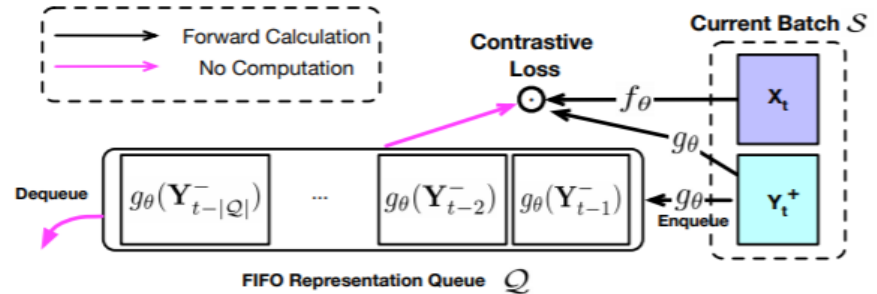 Forward Calculation
No Computation
Contrastive
Loss
Current Batch 𝒮
X_t
f_θ
g_θ
Y_t^+
g_θ
Enqueue
Dequeue
g_θ(Y^-_{t-|𝒬|})
...
g_θ(Y^-_{t-2})
g_θ(Y^-_{t-1})
FIFO Representation Queue 𝒬